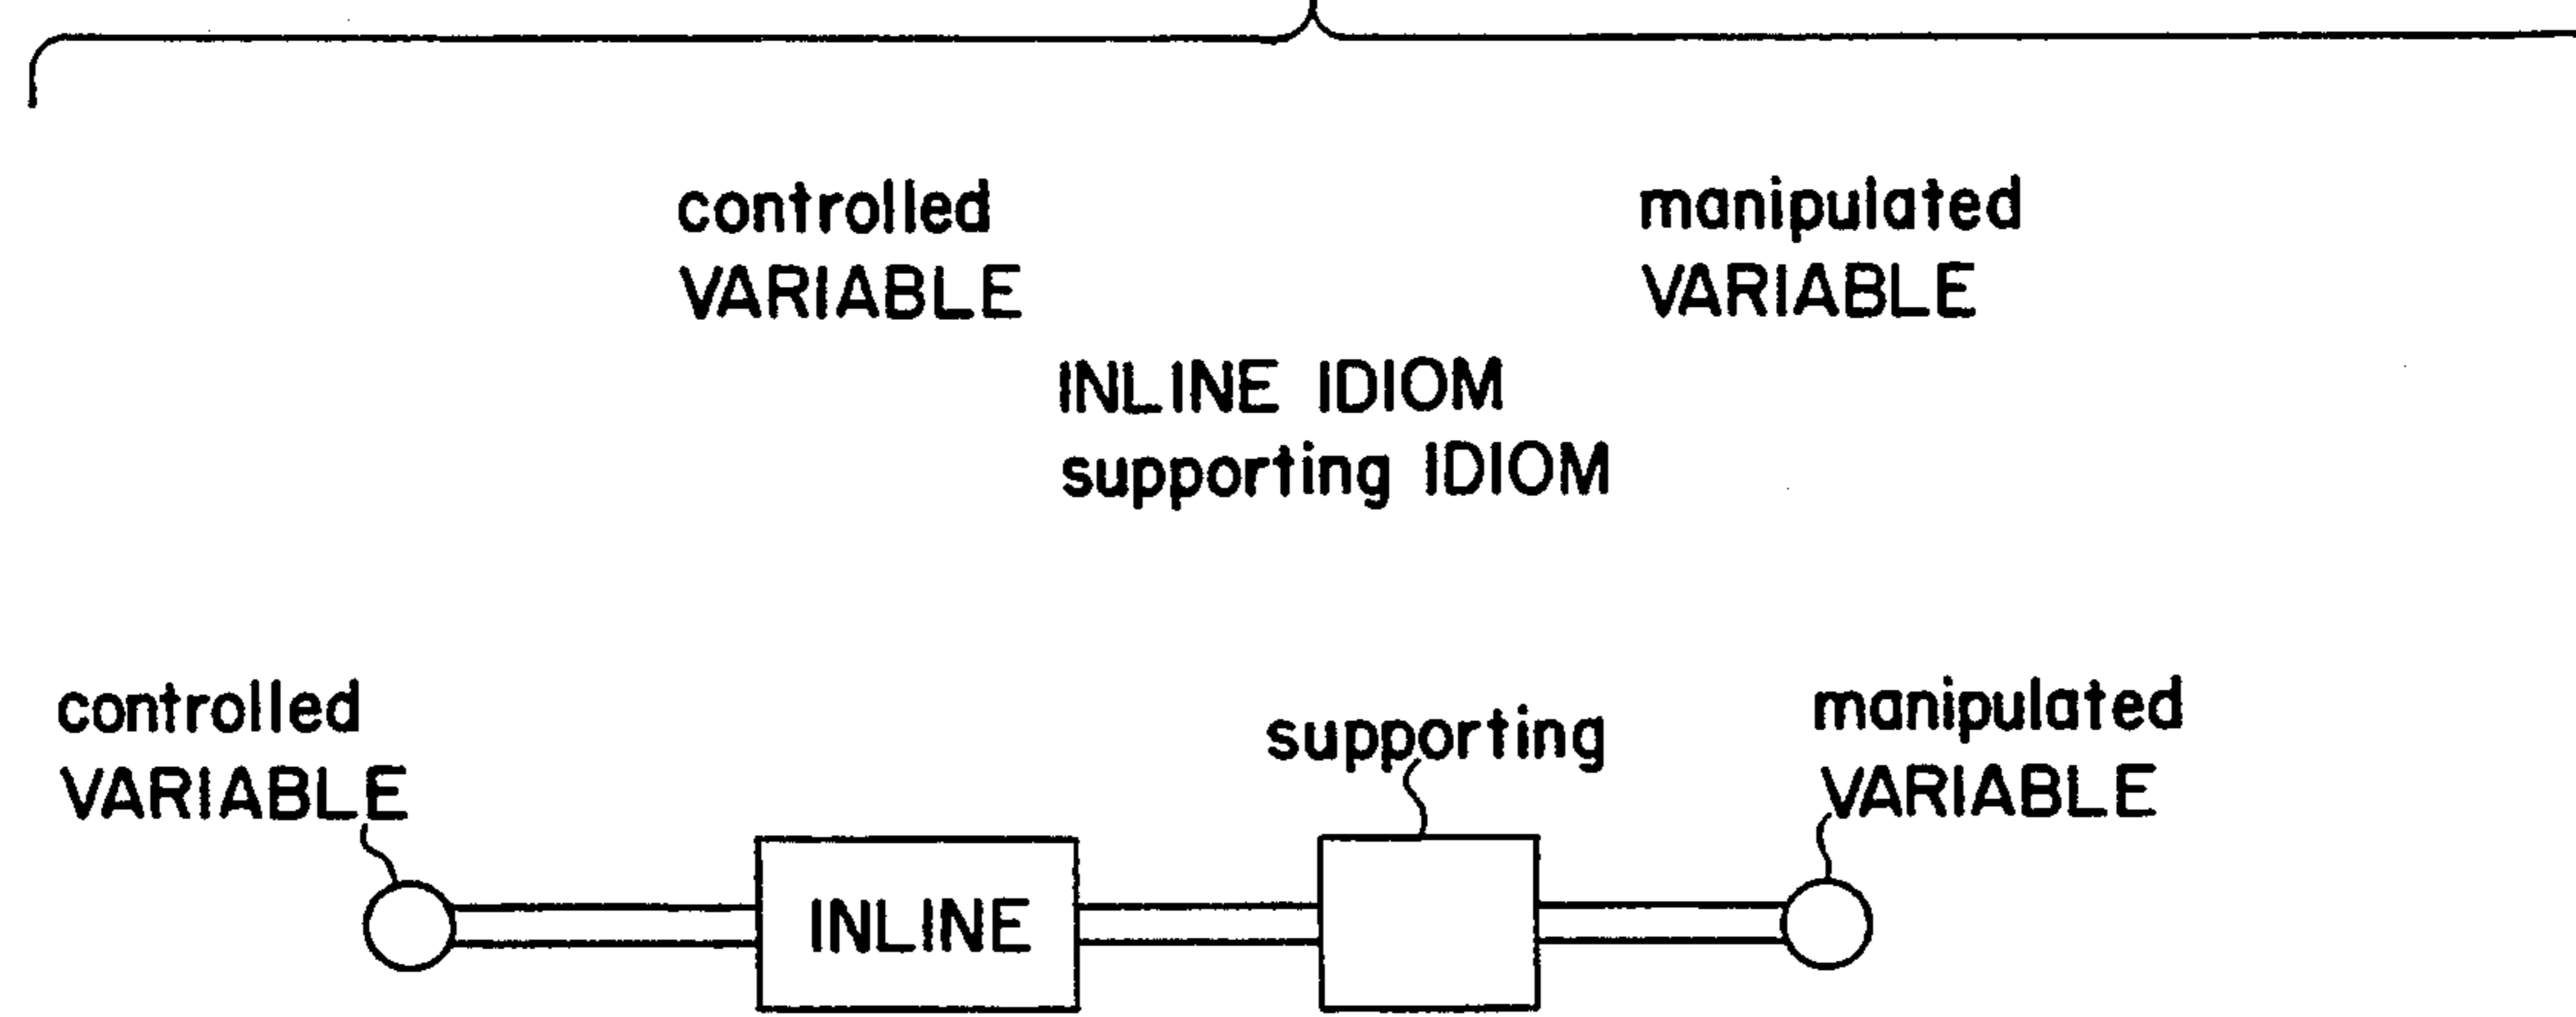 controlled
VARIABLE
manipulated
VARIABLE
INLINE IDIOM
supporting IDIOM
controlled
VARIABLE
supporting
manipulated
VARIABLE
INLINE